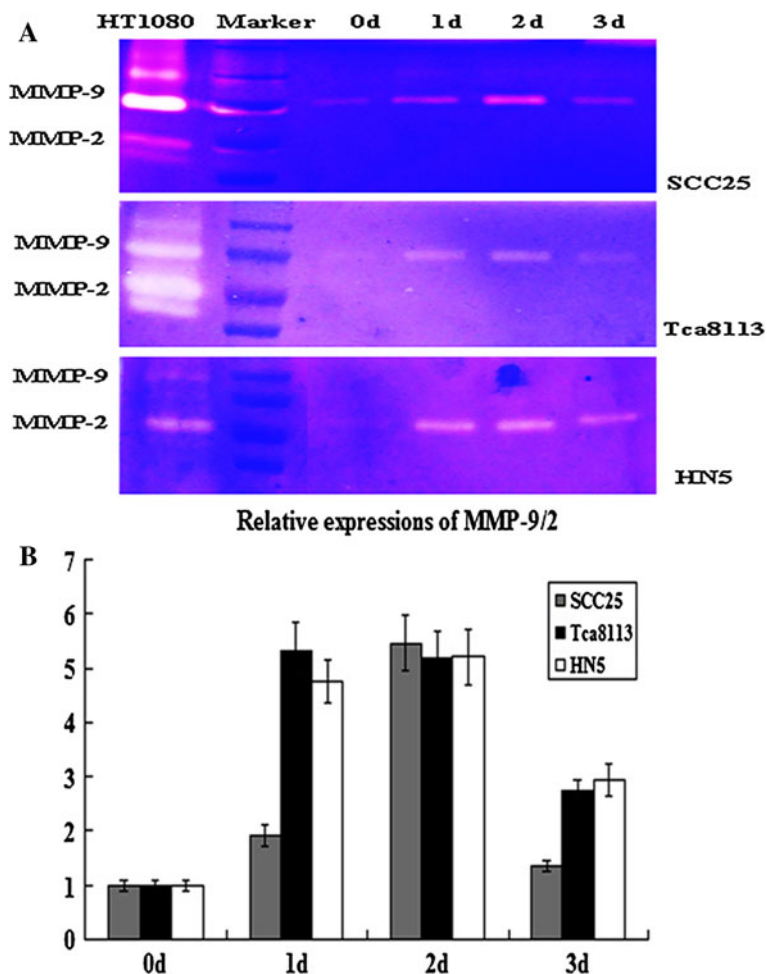 A
HT1080 Marker 0d 1d 2d 3d
MMP-9
MMP-2
SCC25
MMP-9
MMP-2
Tca8113
MMP-9
MMP-2
HN5
Relative expressions of MMP-9/2
B
7
6
5
4
3
2
1
0
SCC25
Tca8113
HN5
0d 1d 2d 3d